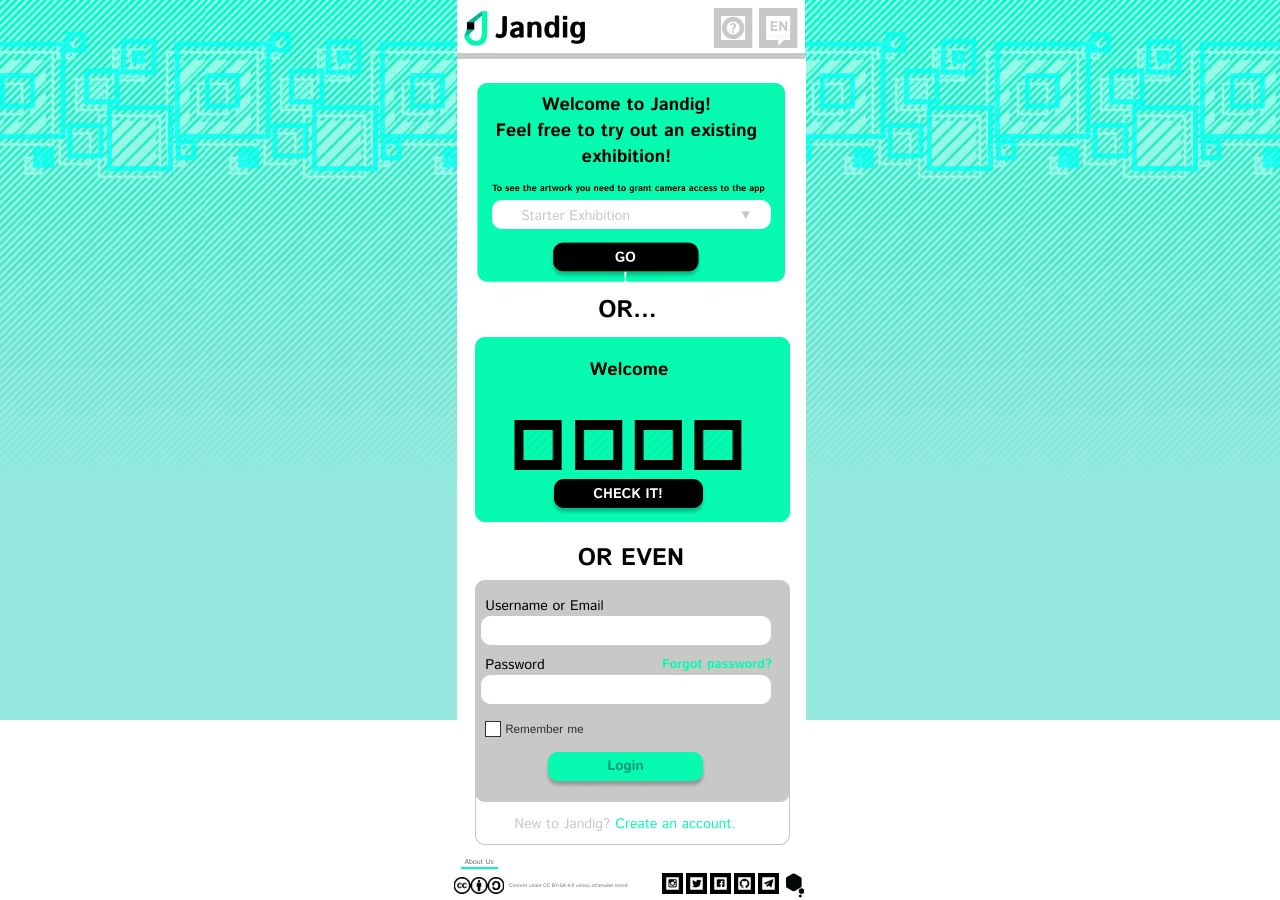 Jandig
?
EN
Welcome to Jandig!
Feel free to try out an existing
exhibition!
To see the artwork you need to grant camera access to the app
Starter Exhibition ▼
GO
!
OR...
Welcome
CHECK IT!
OR EVEN
Username or Email
Password
Forgot password?
Remember me
Login
New to Jandig? Create an account.
About Us
cc
Content under CC BY-SA 4.0 unless otherwise noted.